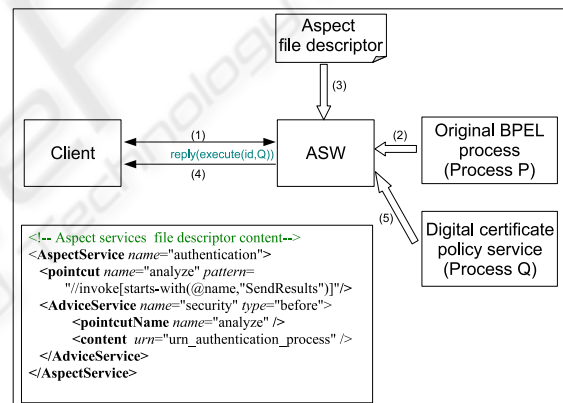 Aspect
file descriptor
(3)
Client
(1)
reply(execute(id,Q))
(4)
ASW
(2)
Original BPEL
process
(Process P)
(5)
Digital certificate
policy service
(Process Q)
<!-- Aspect services  file descriptor content-->
<AspectService name="authentication">
<pointcut name="analyze" pattern=
"//invoke[starts-with(@name,"SendResults")]"/>
<AdviceService name="security" type="before">
<pointcutName name="analyze" />
<content  urn="urn_authentication_process" />
</AdviceService>
</AspectService>